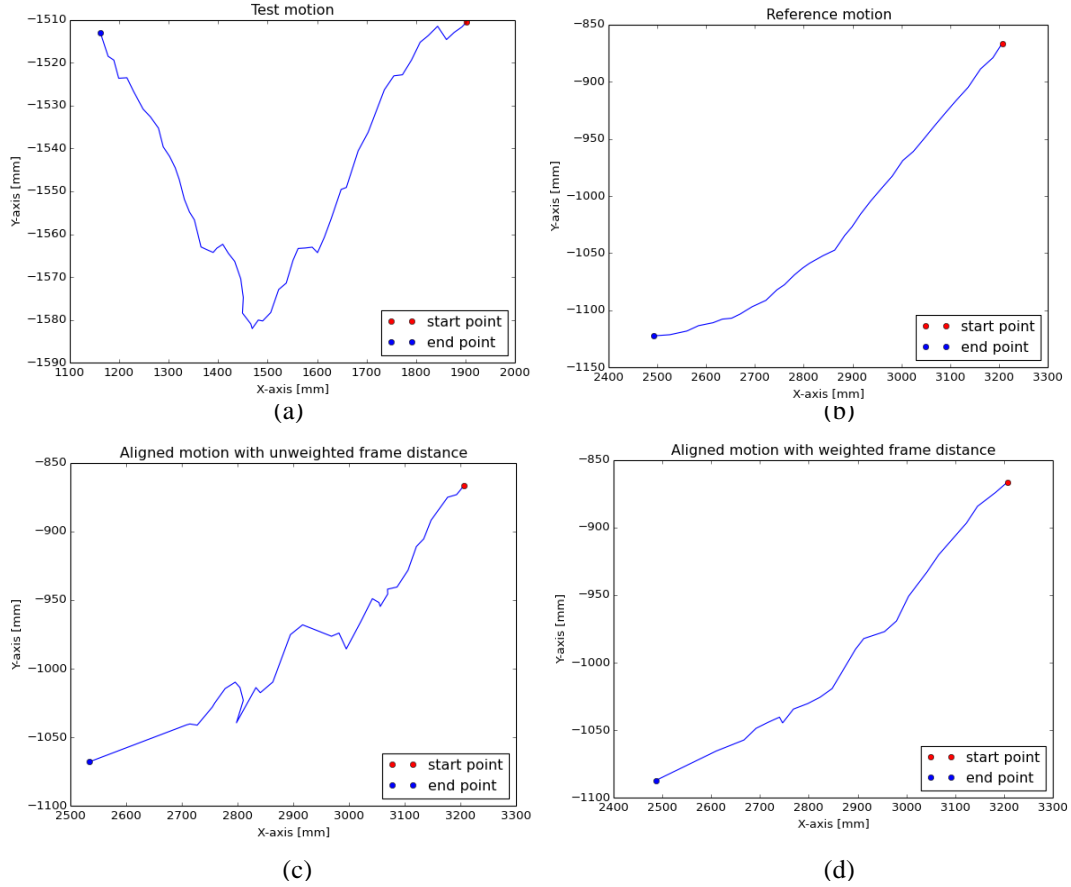 Test motion
−1510
−1520
−1530
−1540
−1550
−1560
−1570
−1580
−1590
Y-axis [mm]
1100 1200 1300 1400 1500 1600 1700 1800 1900 2000
X-axis [mm]
start point
end point
(a)
Reference motion
−850
−900
−950
−1000
−1050
−1100
−1150
Y-axis [mm]
2400 2500 2600 2700 2800 2900 3000 3100 3200 3300
X-axis [mm]
start point
end point
(b)
Aligned motion with unweighted frame distance
−850
−900
−950
−1000
−1050
−1100
Y-axis [mm]
2500 2600 2700 2800 2900 3000 3100 3200 3300
X-axis [mm]
start point
end point
(c)
Aligned motion with weighted frame distance
−850
−900
−950
−1000
−1050
−1100
Y-axis [mm]
2400 2500 2600 2700 2800 2900 3000 3100 3200 3300
X-axis [mm]
start point
end point
(d)